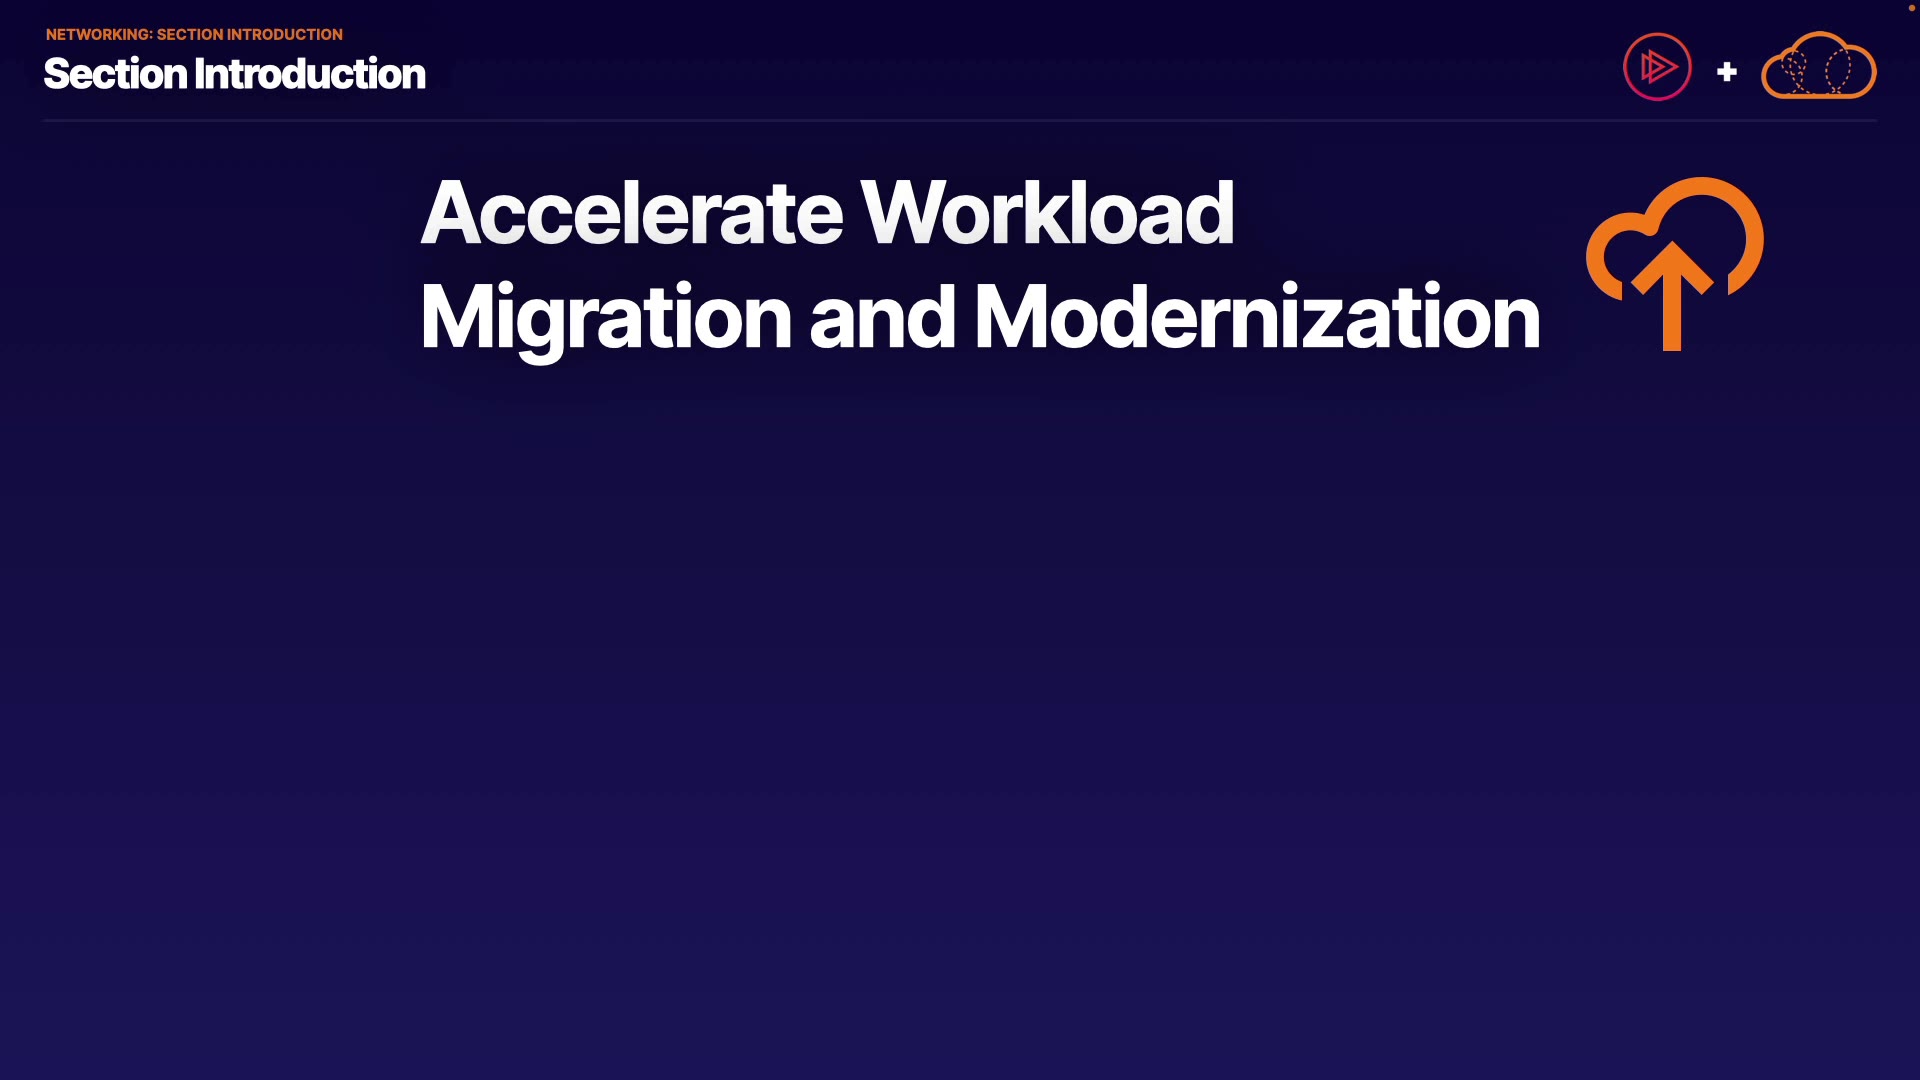 NETWORKING: SECTION INTRODUCTION
Section Introduction
Accelerate Workload
Migration and Modernization